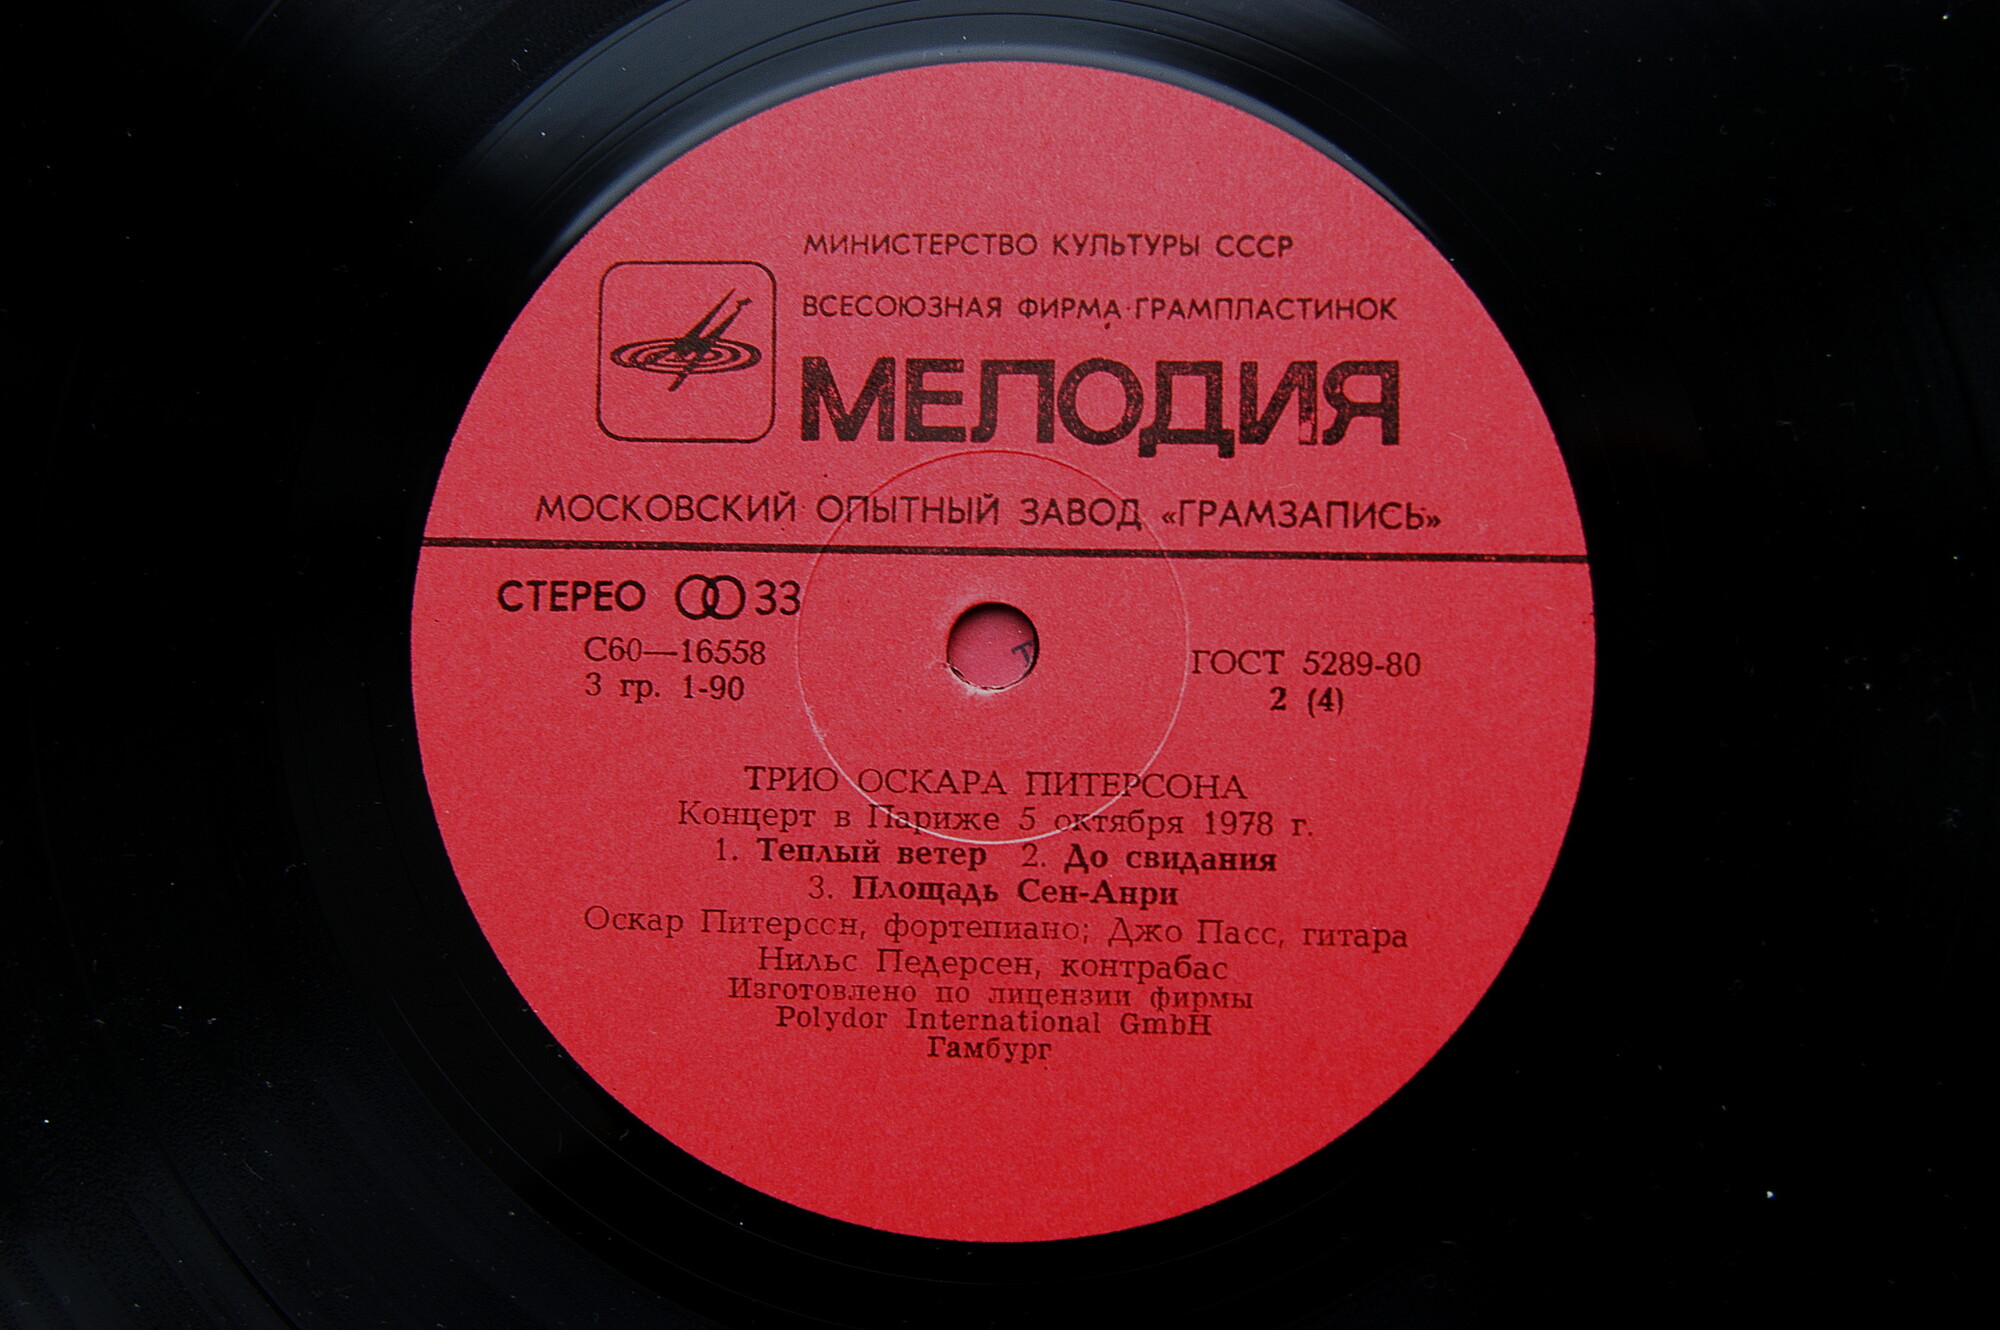 МИНИСТЕРСТВО КУЛЬТУРЫ СССР
ВСЕСОЮЗНАЯ ФИРМА ГРАМПЛАСТИНОК
МЕЛОДИЯ
МОСКОВСКИЙ ОПЫТНЫЙ ЗАВОД «ГРАМЗАПИСЬ»
СТЕРЕО 33
С60—16558
ГОСТ 5289-80
3 гр. 1-90
2 (4)
ТРИО ОСКАРА ПИТЕРСОНА
Концерт в Париже 5 октября 1978 г.
1. Теплый ветер 2. До свидания
3. Площадь Сен-Анри
Оскар Питерссн, фортепиано; Джо Пасс, гитара
Нильс Педерсен, контрабас
Изготовлено по лицензии фирмы
Polydor International GmbH
Гамбург